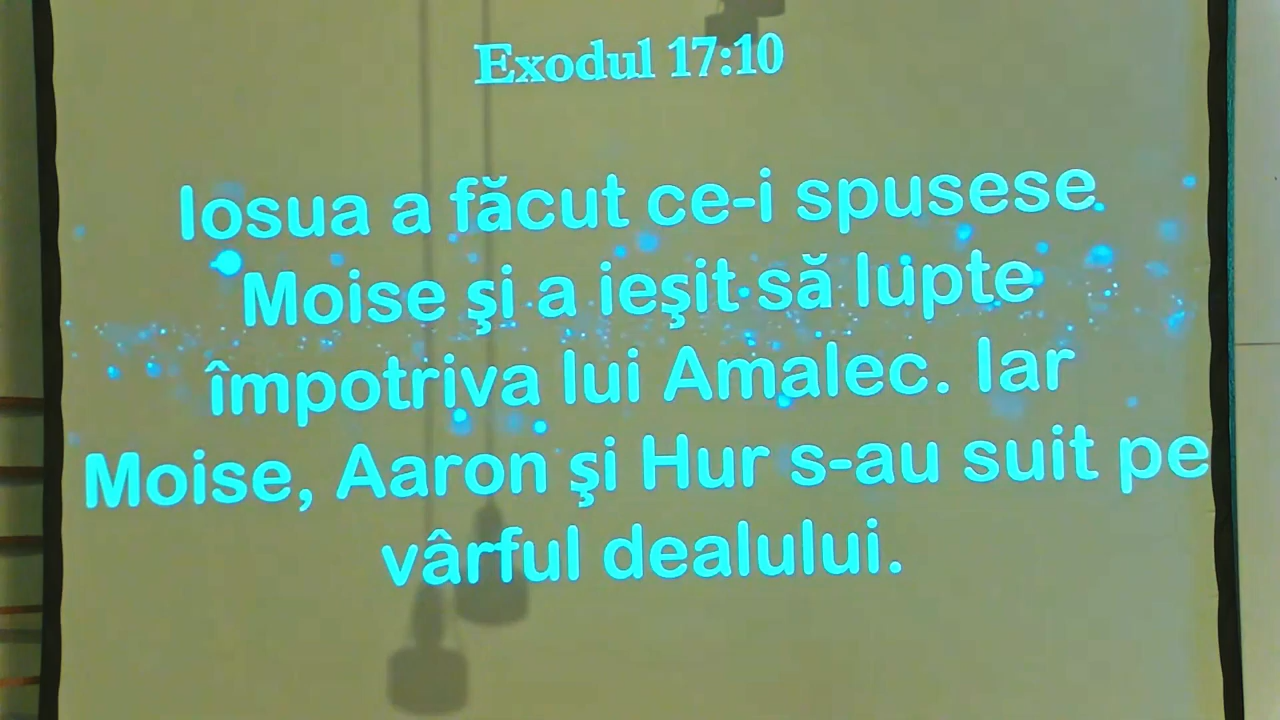 Exodul 17:10
Iosua a făcut ce-i spusese
Moise şi a ieşit să lupte
împotriva lui Amalec. Iar
Moise, Aaron şi Hur s-au suit pe
vârful dealului.